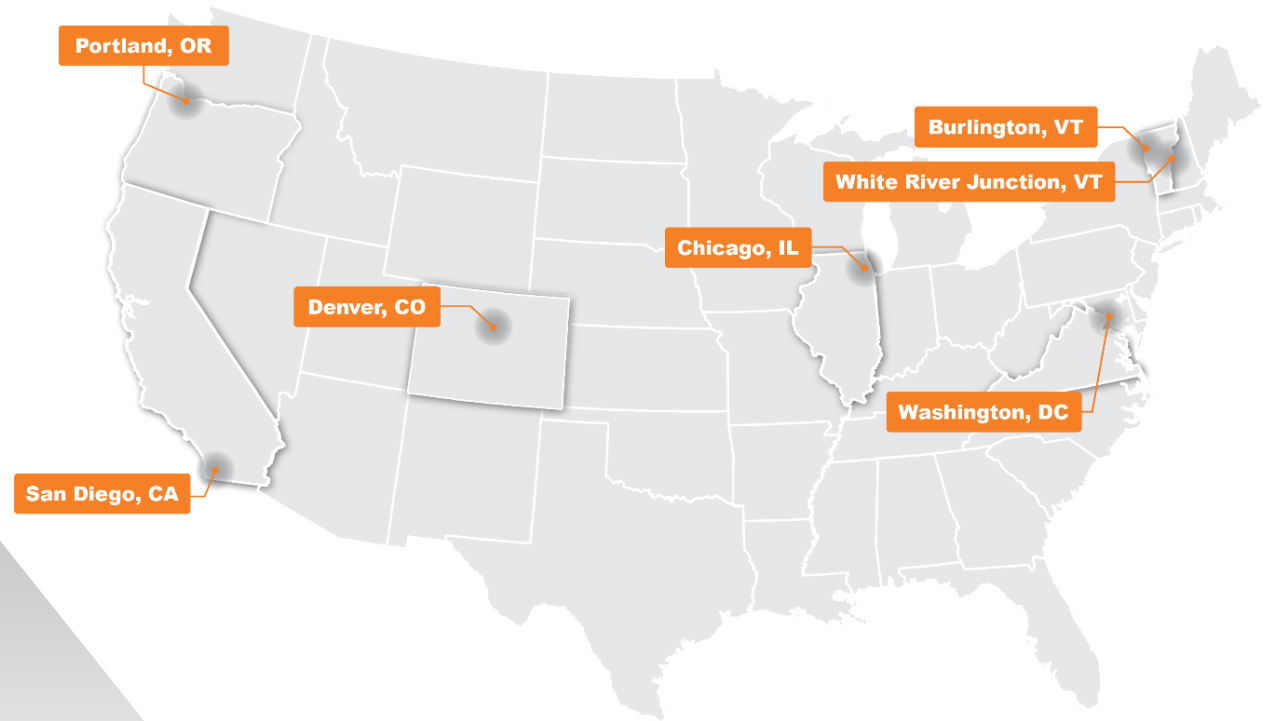 Portland, OR
Burlington, VT
White River Junction, VT
Chicago, IL
Denver, CO
Washington, DC
San Diego, CA